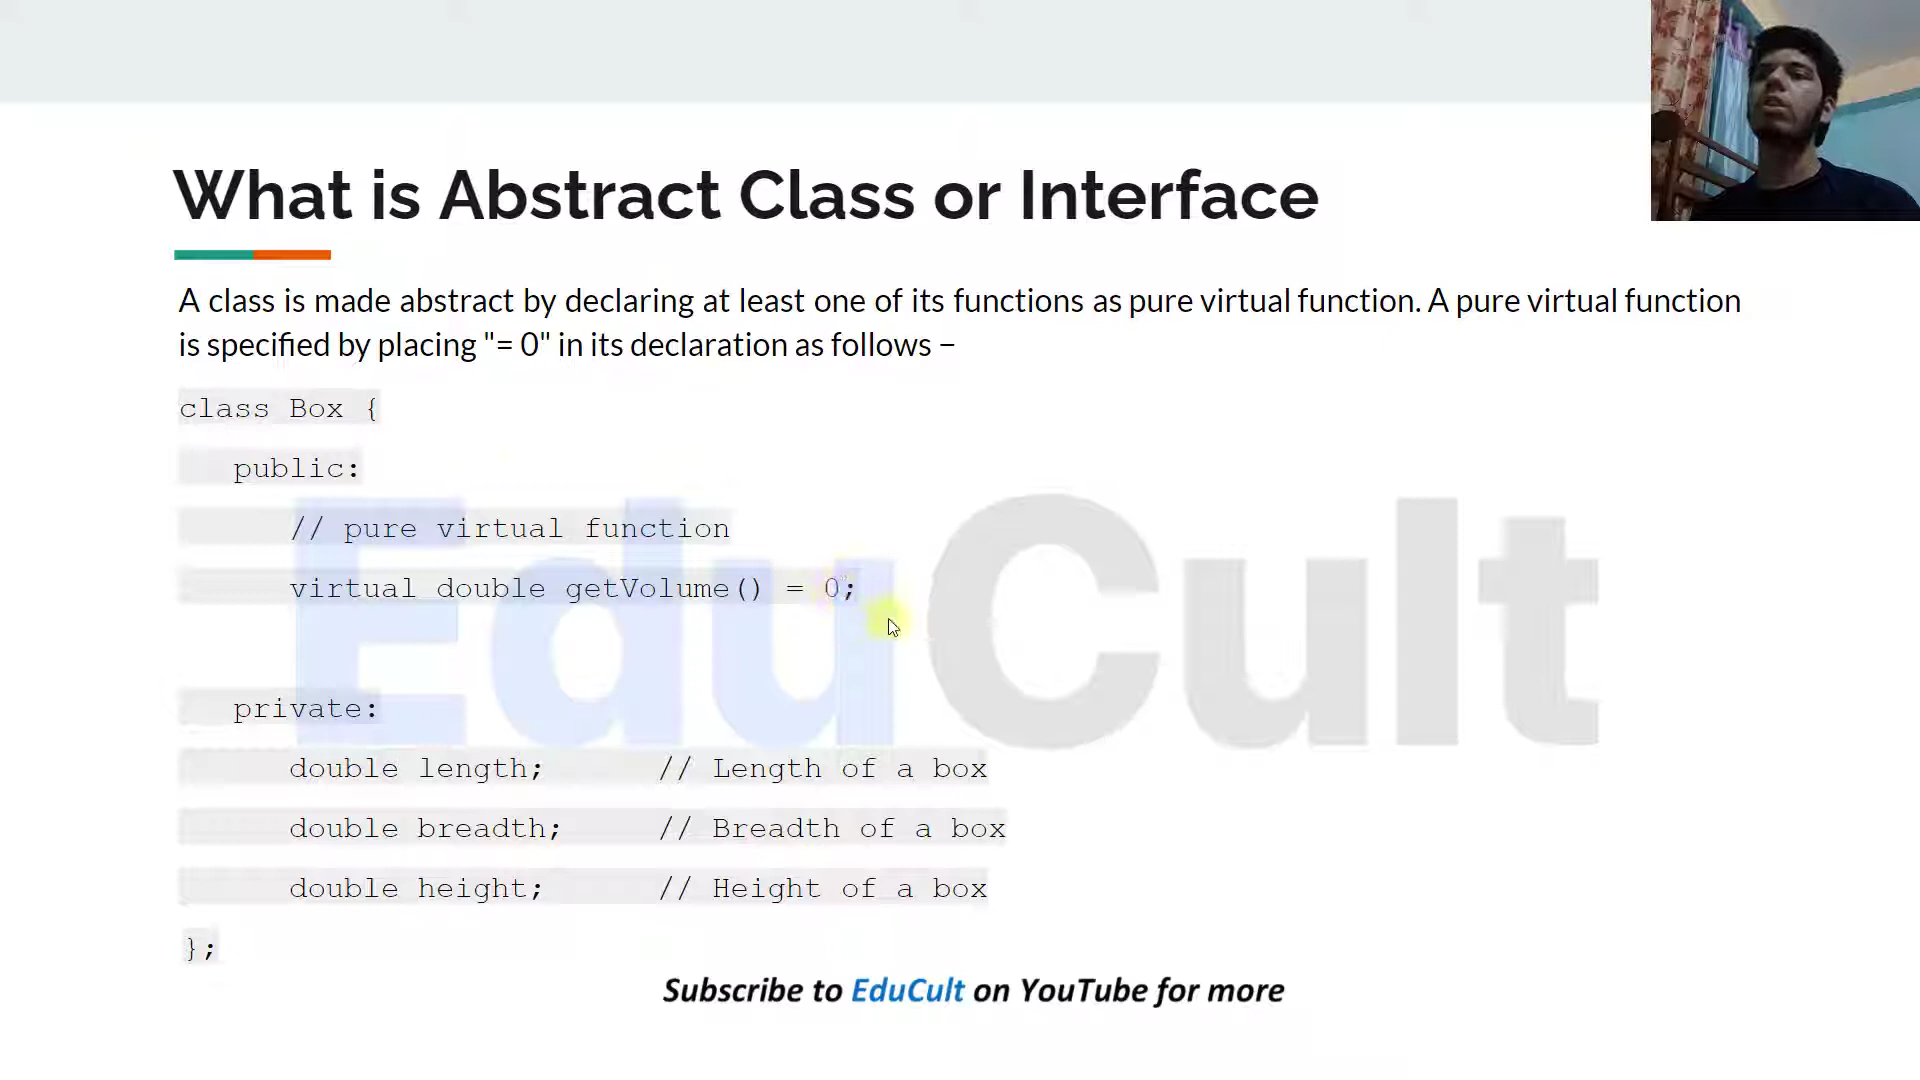 What is Abstract Class or Interface
A class is made abstract by declaring at least one of its functions as pure virtual function. A pure virtual function
is specified by placing "= 0" in its declaration as follows −
class Box {
public:
// pure virtual function
virtual double getVolume() = 0;
private:
double length; // Length of a box
double breadth; // Breadth of a box
double height; // Height of a box
};
EduCult
Subscribe to EduCult on YouTube for more